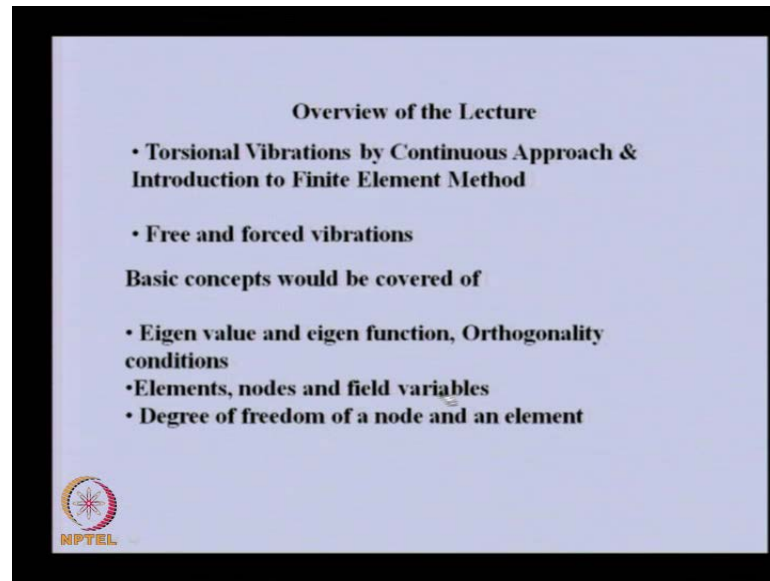 Overview of the Lecture
• Torsional Vibrations by Continuous Approach &
Introduction to Finite Element Method
• Free and forced vibrations
Basic concepts would be covered of
• Eigen value and eigen function, Orthogonality
conditions
•Elements, nodes and field variables
• Degree of freedom of a node and an element
NPTEL